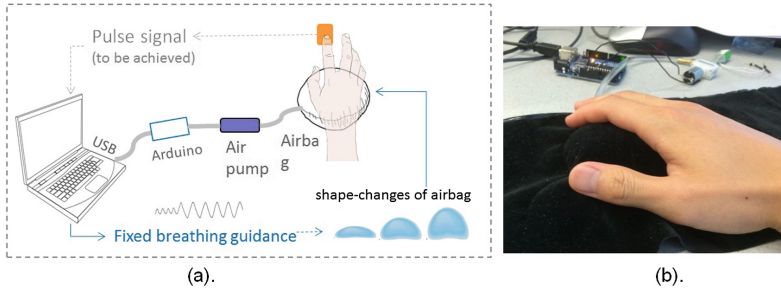 Pulse signal
(to be achieved)
USB
Arduino
Air
pump
Airba
g
shape-changes of airbag
Fixed breathing guidance
(a).
(b).